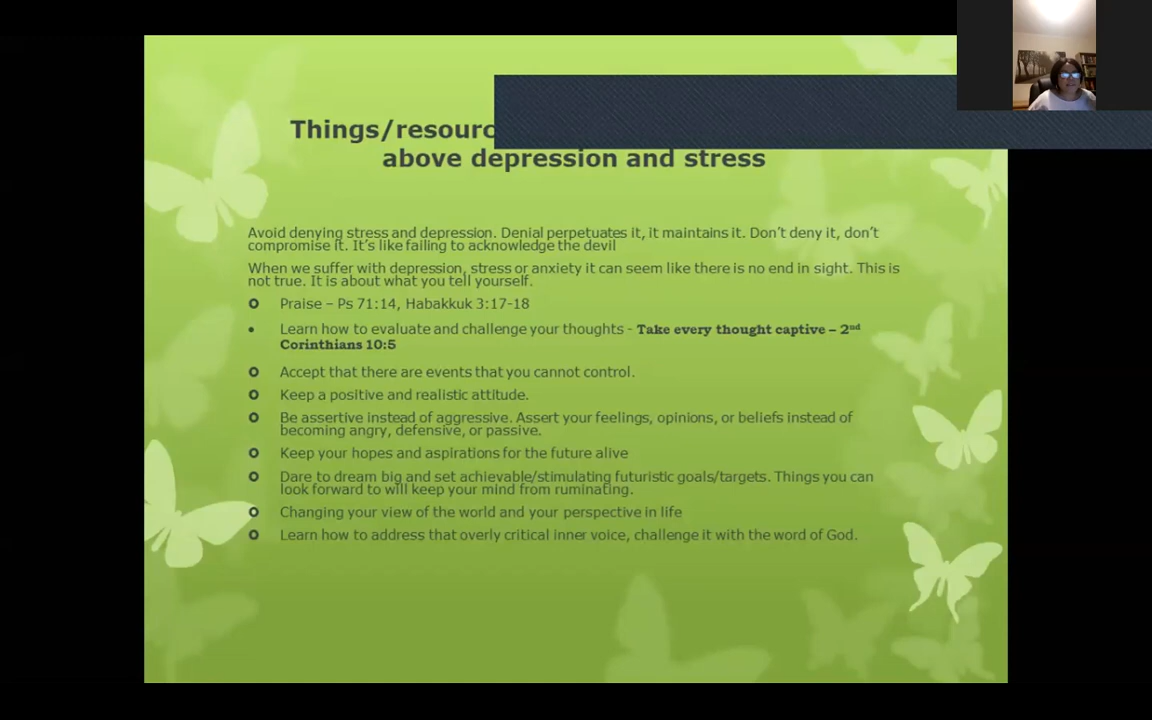 Things/resourc
above depression and stress
Avoid denying stress and depression. Denial perpetuates it, it maintains it. Don't deny it, don't
compromise it. It's like failing to acknowledge the devil
When we suffer with depression, stress or anxiety it can seem like there is no end in sight. This is
not true. It is about what you tell yourself.
Praise – Ps 71:14, Habakkuk 3:17-18
Learn how to evaluate and challenge your thoughts - Take every thought captive – 2nd
Corinthians 10:5
Accept that there are events that you cannot control.
Keep a positive and realistic attitude.
Be assertive instead of aggressive. Assert your feelings, opinions, or beliefs instead of
becoming angry, defensive, or passive.
Keep your hopes and aspirations for the future alive
Dare to dream big and set achievable/stimulating futuristic goals/targets. Things you can
look forward to will keep your mind from ruminating.
Changing your view of the world and your perspective in life
Learn how to address that overly critical inner voice, challenge it with the word of God.